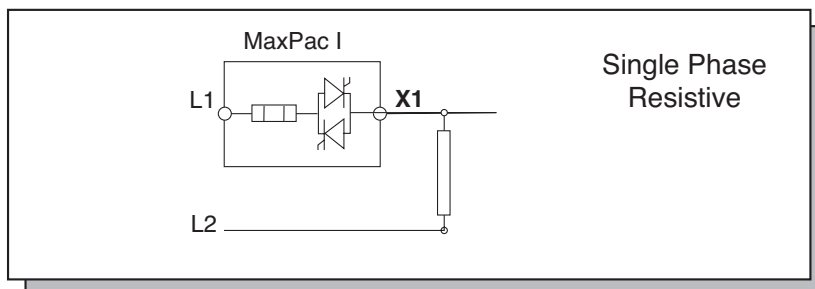 MaxPac I
Single Phase
Resistive
L1
X1
L2